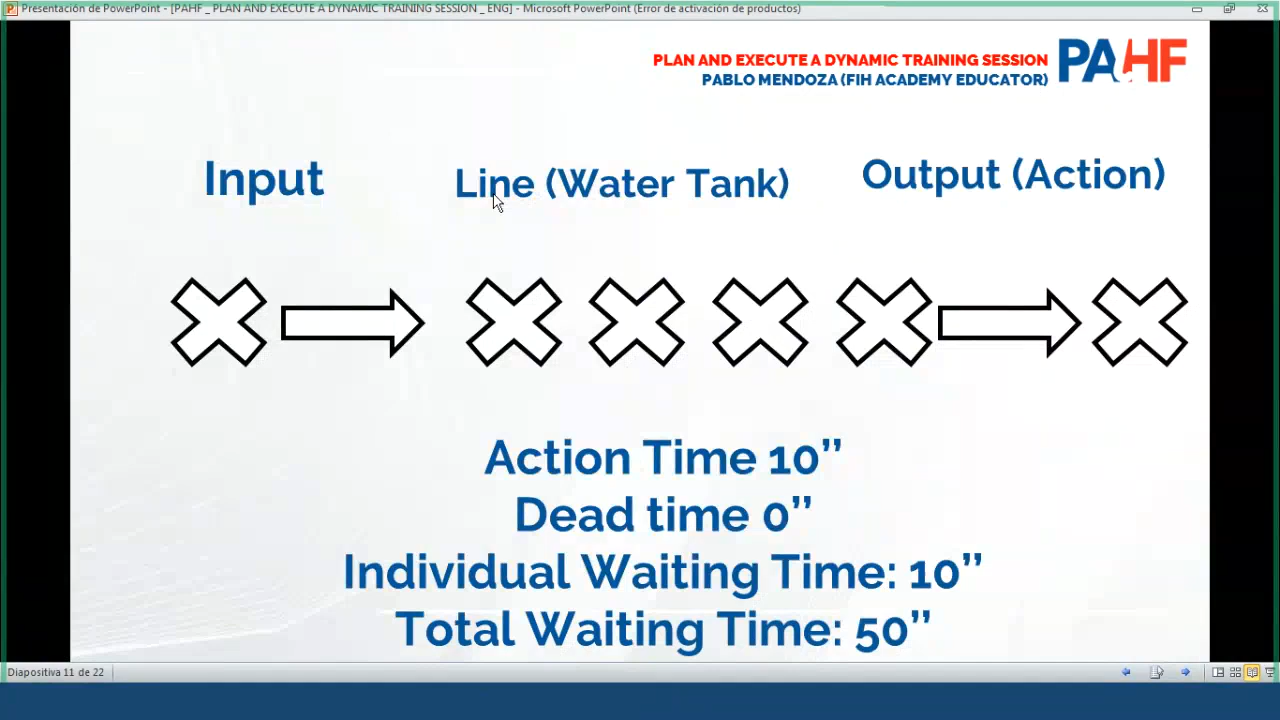 Presentación de PowerPoint - [PAHF _ PLAN AND EXECUTE A DYNAMIC TRAINING SESSION _ ENG] - Microsoft PowerPoint (Error de activación de productos)
PLAN AND EXECUTE A DYNAMIC TRAINING SESSION
PABLO MENDOZA (FIH ACADEMY EDUCATOR)
PAHF
Input
Line (Water Tank)
Output (Action)
Action Time 10’’
Dead time 0’’
Individual Waiting Time: 10’’
Total Waiting Time: 50’’
Diapositiva 11 de 22